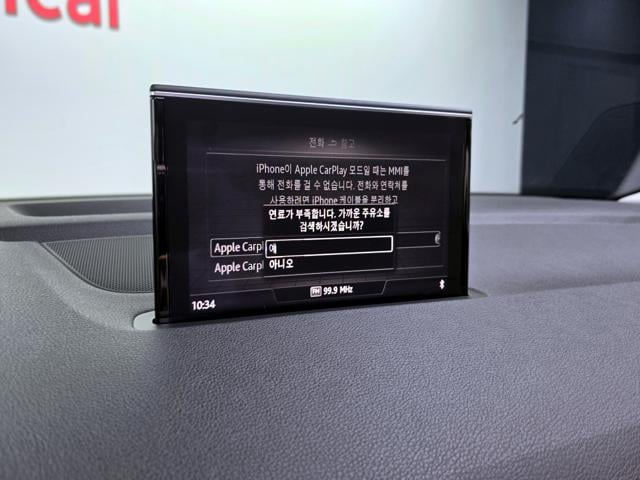 ical
전화 참고
iPhone이 Apple CarPlay 모드일 때는 MMI를
통해 전화를 걸 수 없습니다. 전화와 연락처를
사용하려면 iPhone 케이블을 분리하고
연료가 부족합니다. 가까운 주유소를
검색하시겠습니까?
Apple Carpl
예
Apple Carpl
아니오
10:34
FM 99.9 MHz